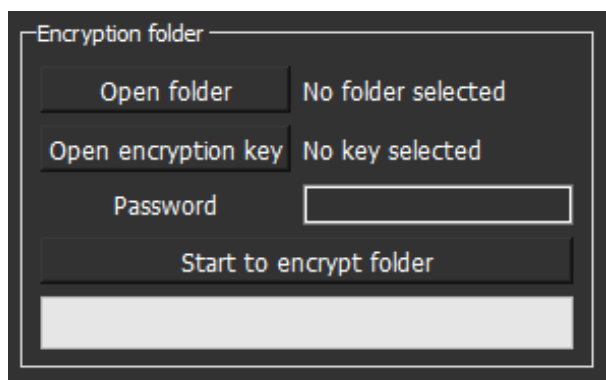 Encryption folder
Open folder No folder selected
Open encryption key No key selected
Password
Start to encrypt folder